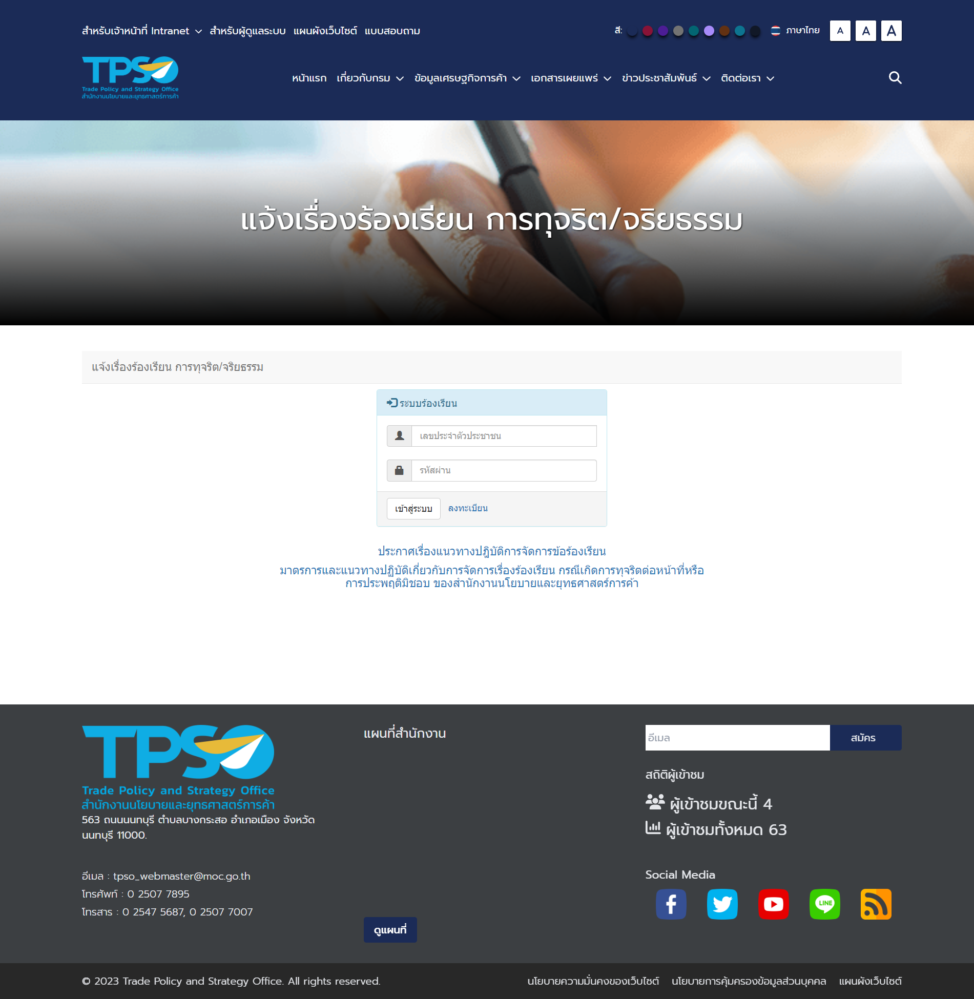 สำหรับเจ้าหน้าที่ Intranet สำหรับผู้ดูแลระบบ แผนผังเว็บไซต์ แบบสอบถาม
สี: ภาษาไทย A A A
TPSO
Trade Policy and Strategy Office
สำนักงานนโยบายและยุทธศาสตร์การค้า
หน้าแรก เกี่ยวกับกรม ข้อมูลเศรษฐกิจการค้า เอกสารเผยแพร่ ข่าวประชาสัมพันธ์ ติดต่อเรา
แจ้งเรื่องร้องเรียน การทุจริต/จริยธรรม
แจ้งเรื่องร้องเรียน การทุจริต/จริยธรรม
ระบบร้องเรียน
เลขประจำตัวประชาชน
รหัสผ่าน
เข้าสู่ระบบ ลงทะเบียน
ประกาศเรื่องแนวทางปฎิบัติการจัดการข้อร้องเรียน
มาตรการและแนวทางปฏิบัติเกี่ยวกับการจัดการเรื่องร้องเรียน กรณีเกิดการทุจริตต่อหน้าที่หรือ
การประพฤติมิชอบ ของสำนักงานนโยบายและยุทธศาสตร์การค้า
TPSO
Trade Policy and Strategy Office
สำนักงานนโยบายและยุทธศาสตร์การค้า
563 ถนนนนทบุรี ตำบลบางกระสอ อำเภอเมือง จังหวัด
นนทบุรี 11000.
อีเมล : tpso_webmaster@moc.go.th
โทรศัพท์ : 0 2507 7895
โทรสาร : 0 2547 5687, 0 2507 7007
แผนที่สำนักงาน
ดูแผนที่
อีเมล สมัคร
สถิติผู้เข้าชม
ผู้เข้าชมขณะนี้ 4
ผู้เข้าชมทั้งหมด 63
Social Media
LINE
© 2023 Trade Policy and Strategy Office. All rights reserved.
นโยบายความมั่นคงของเว็บไซต์ นโยบายการคุ้มครองข้อมูลส่วนบุคคล แผนผังเว็บไซต์